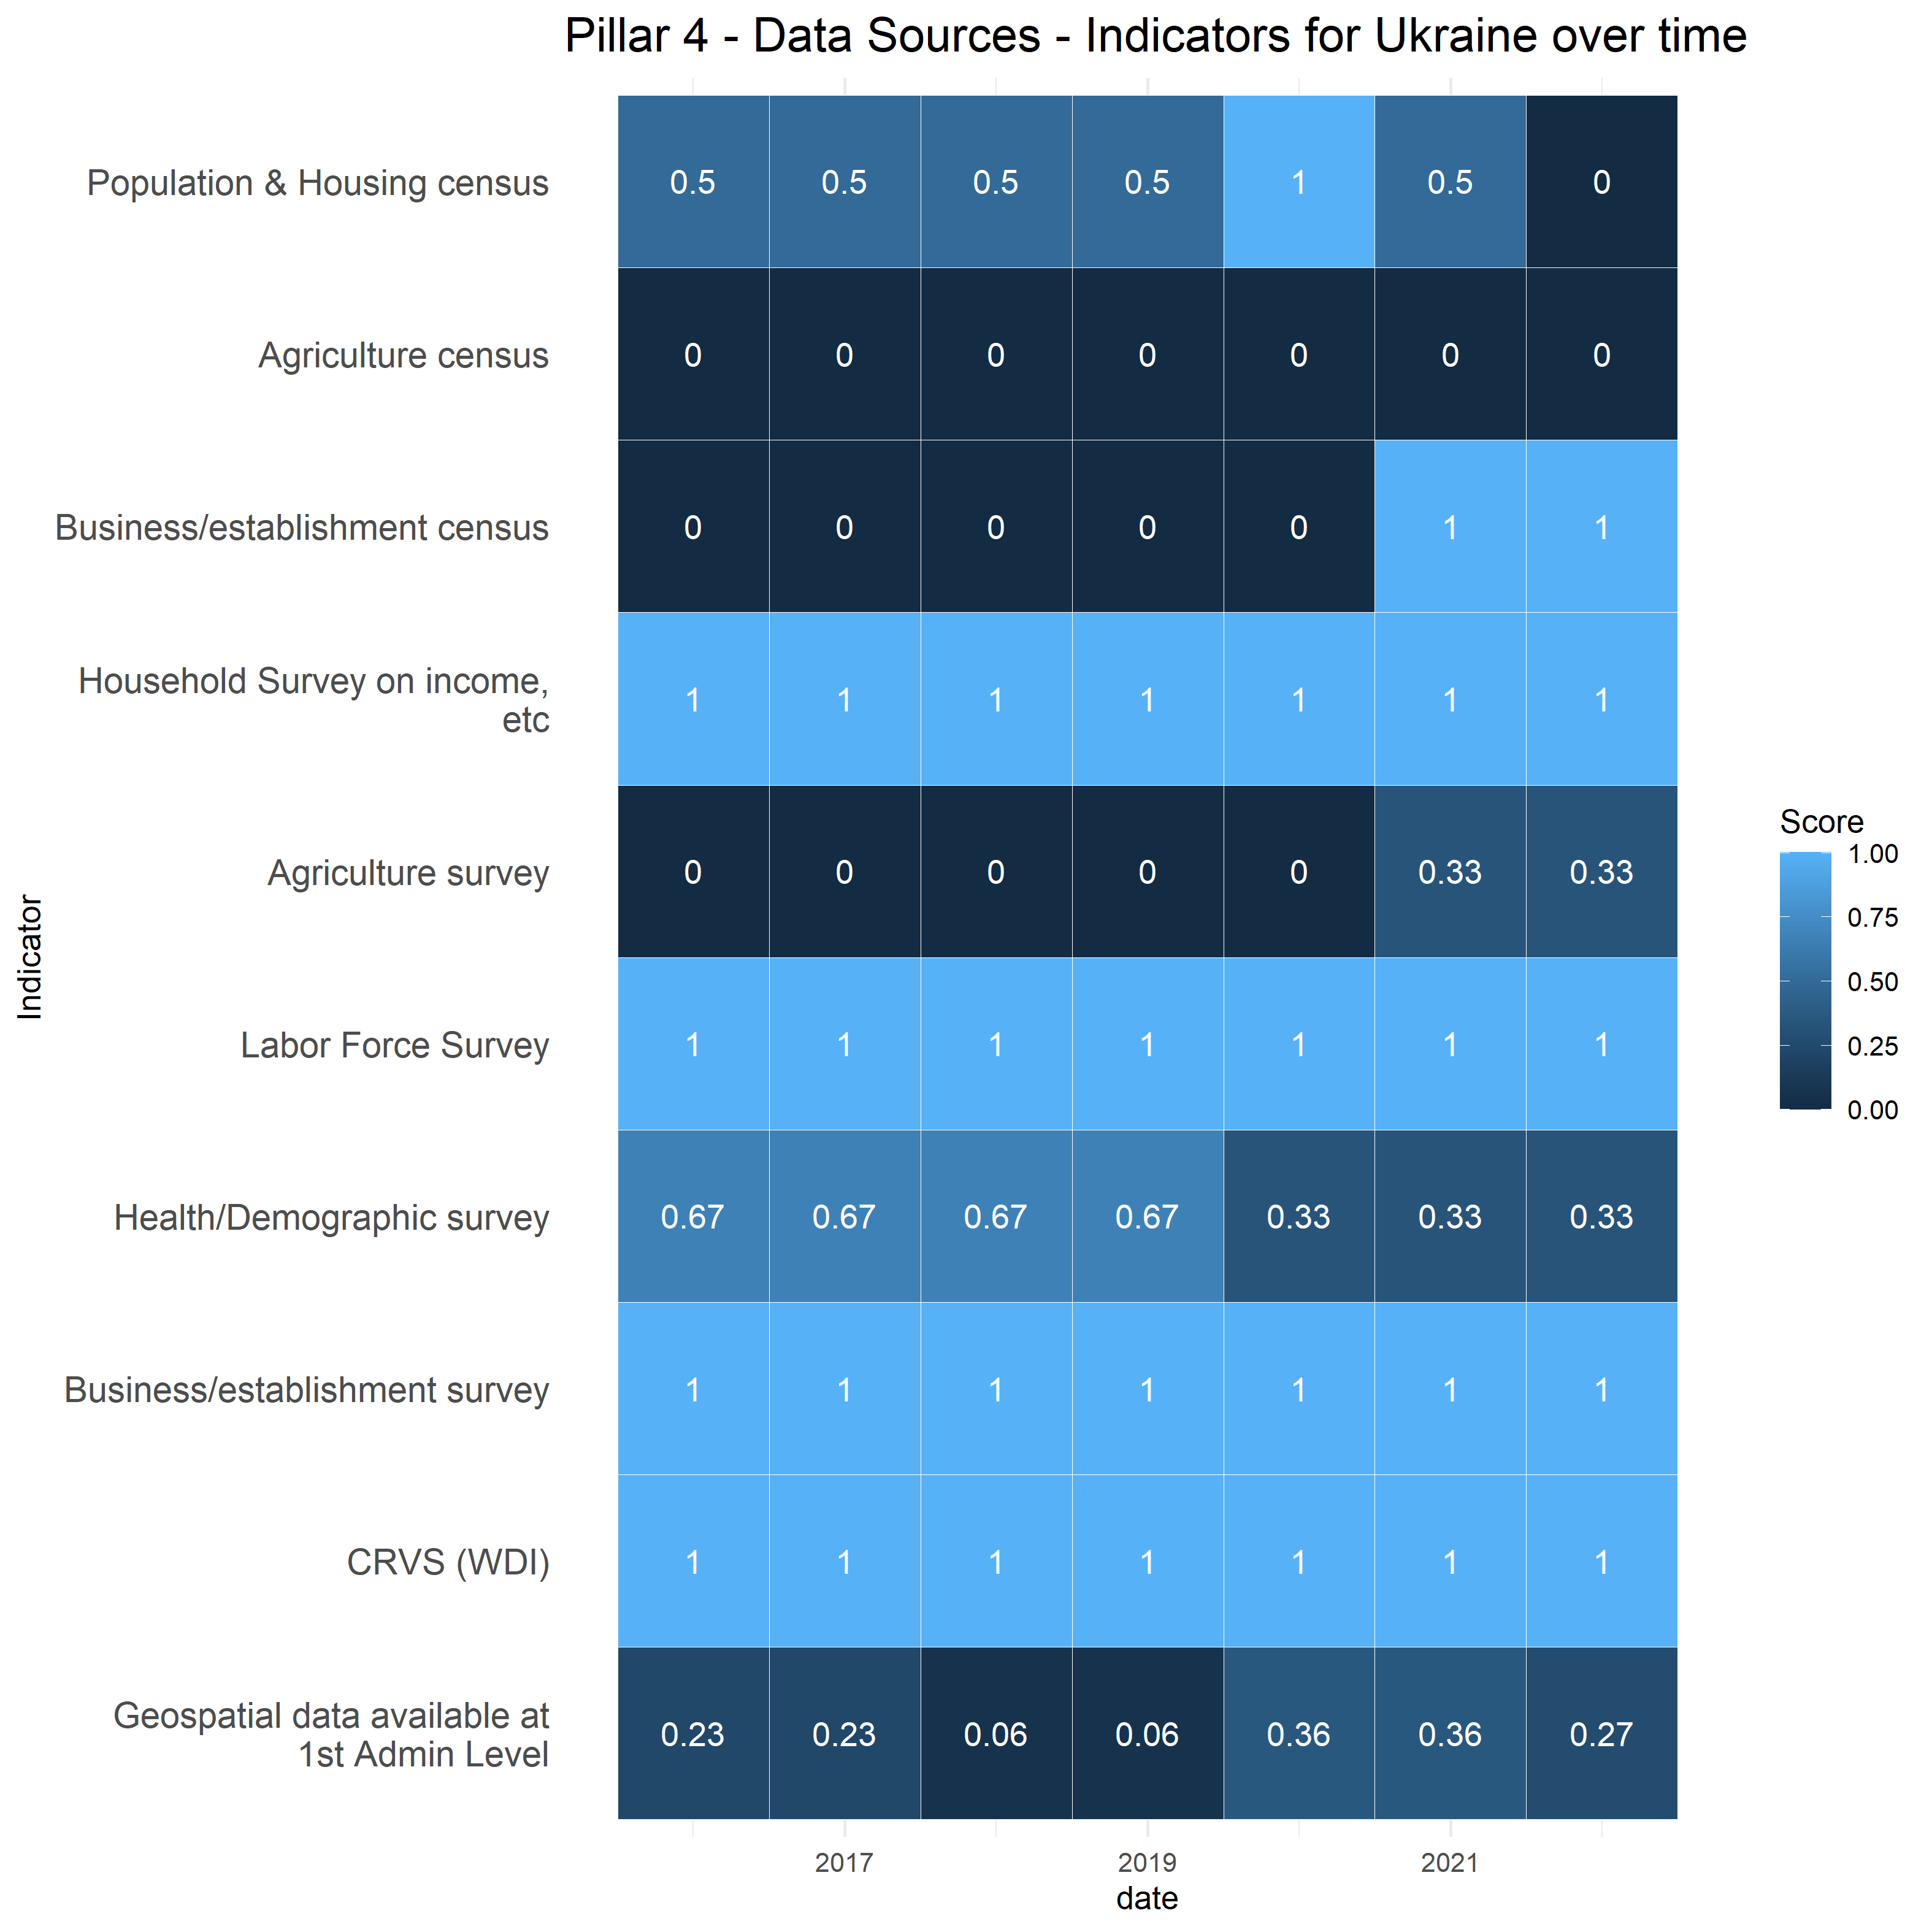 Pillar 4 - Data Sources - Indicators for Ukraine over time
Population & Housing census 0.5 0.5 0.5 0.5 1 0.5 0
Agriculture census 0 0 0 0 0 0 0
Business/establishment census 0 0 0 0 0 1 1
Household Survey on income,
etc
1 1 1 1 1 1 1
Agriculture survey 0 0 0 0 0 0.33 0.33
Labor Force Survey 1 1 1 1 1 1 1
Health/Demographic survey 0.67 0.67 0.67 0.67 0.33 0.33 0.33
Business/establishment survey 1 1 1 1 1 1 1
CRVS (WDI) 1 1 1 1 1 1 1
Geospatial data available at
1st Admin Level
0.23 0.23 0.06 0.06 0.36 0.36 0.27
2017 2019 2021
date
Indicator
Score
1.00
0.75
0.50
0.25
0.00